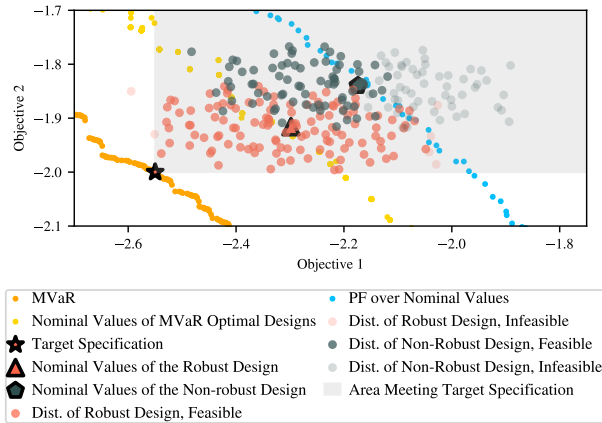 −1.7
−1.8
−1.9
−2.0
−2.1
Objective 2
−2.6
−2.4
−2.2
−2.0
−1.8
Objective 1
MVaR
Nominal Values of MVaR Optimal Designs
Target Specification
Nominal Values of the Robust Design
Nominal Values of the Non-robust Design
Dist. of Robust Design, Feasible
PF over Nominal Values
Dist. of Robust Design, Infeasible
Dist. of Non-Robust Design, Feasible
Dist. of Non-Robust Design, Infeasible
Area Meeting Target Specification